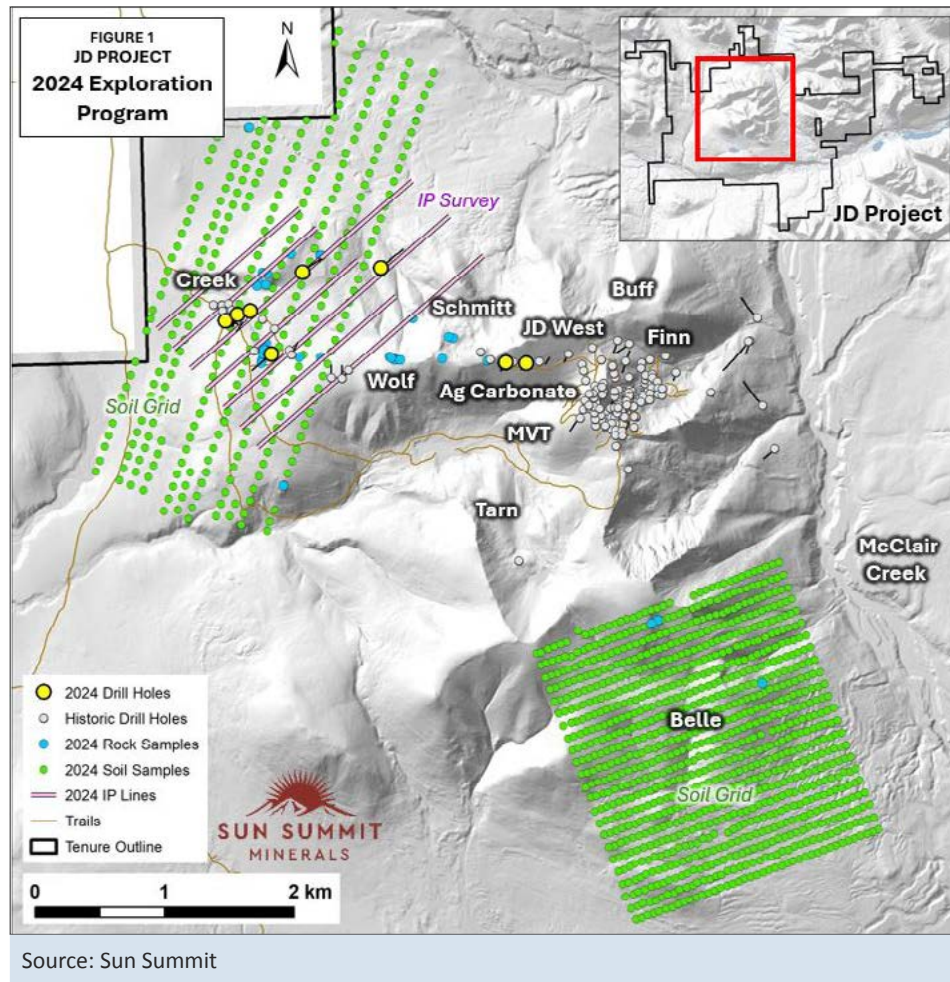 FIGURE 1
JD PROJECT
2024 Exploration
Program
N
JD Project
IP Survey
Creek
Schmitt
Buff
JD West
Finn
Wolf
Ag Carbonate
Soil Grid
MVT
Tarn
McClair
Creek
Belle
Soil Grid
2024 Drill Holes
Historic Drill Holes
2024 Rock Samples
2024 Soil Samples
2024 IP Lines
Trails
Tenure Outline
SUN SUMMIT
MINERALS
0 1 2 km
Source: Sun Summit